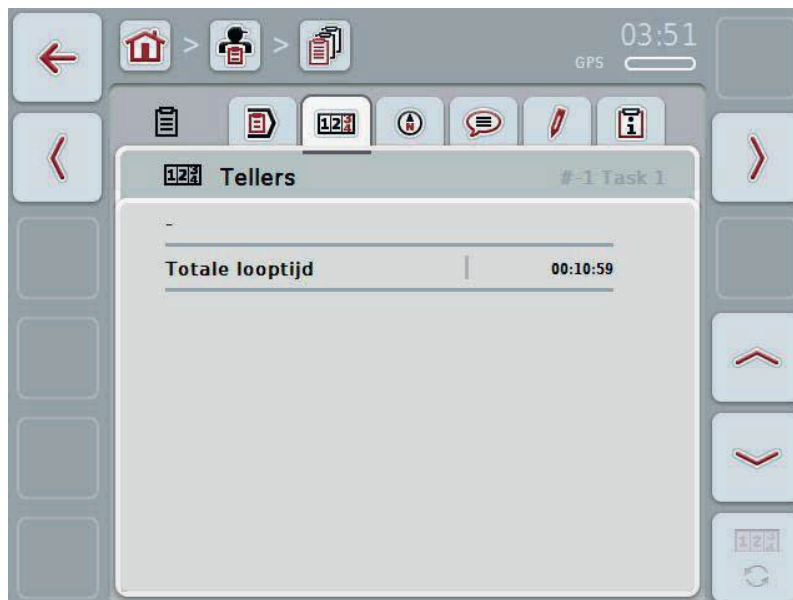 03:51
GPS
Tellers
#-1 Task 1
-
Totale looptijd
00:10:59